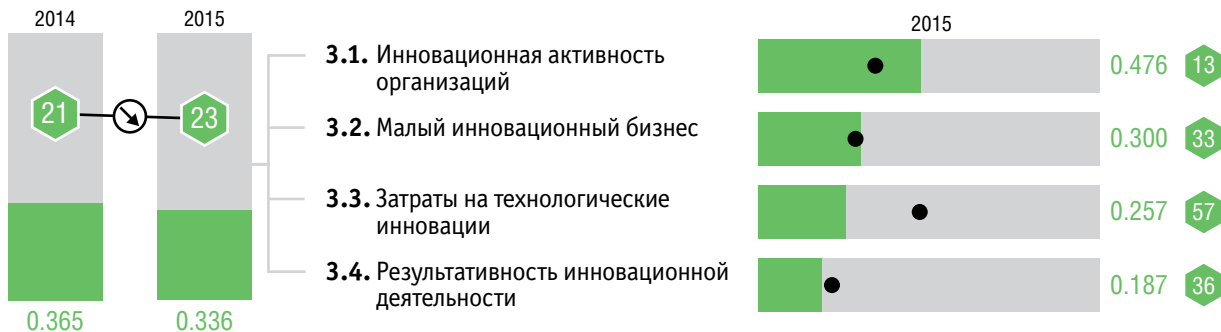 2014
2015
21
23
0.365
0.336
3.1. Инновационная активность
организаций
3.2. Малый инновационный бизнес
3.3. Затраты на технологические
инновации
3.4. Результативность инновационной
деятельности
2015
0.476 13
0.300 33
0.257 57
0.187 36